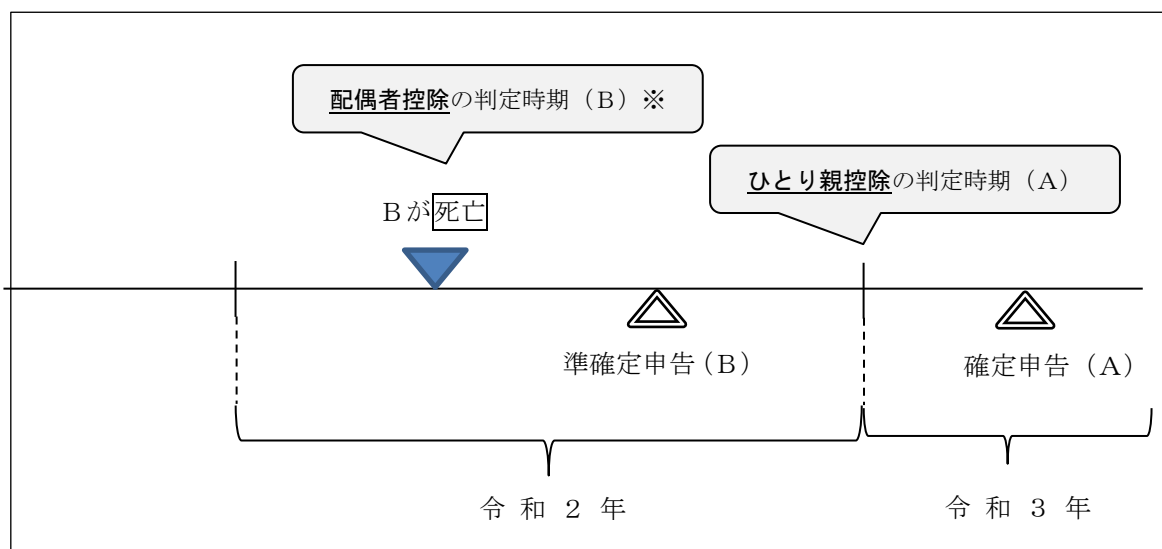 配偶者控除の判定時期（Ｂ）※
ひとり親控除の判定時期（Ａ）
Ｂが死亡
準確定申告（Ｂ）
確定申告（Ａ）
令 和 ２ 年
令 和 ３ 年